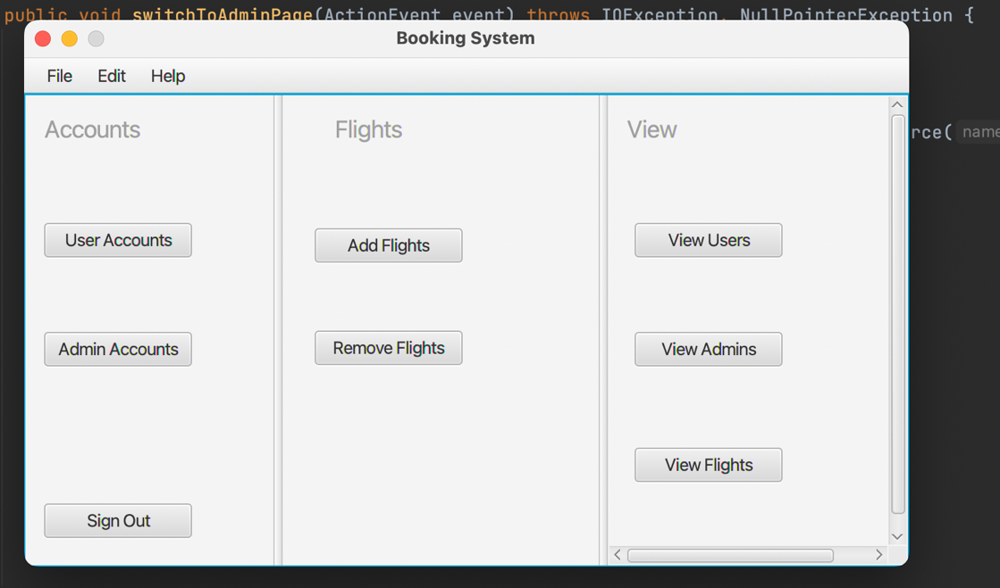 public void switchToAdminPage(ActionEvent event) throws IOException, NullPointerException {
Booking System
File Edit Help
Accounts
User Accounts
Admin Accounts
Sign Out
Flights
Add Flights
Remove Flights
View
View Users
View Admins
View Flights
rce( name